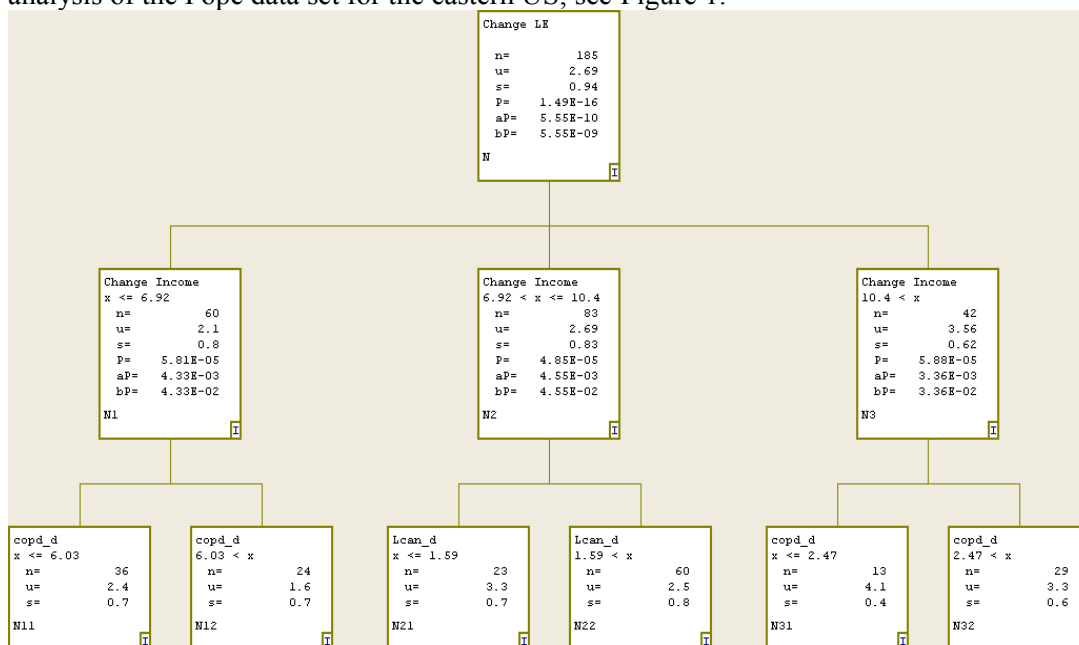 analysis of the Pope data set for the eastern US, see Figure 1.
Change LE
n= 185
u= 2.69
s= 0.94
P= 1.49E-16
aP= 5.55E-10
bP= 5.55E-09
N
I
Change Income
x <= 6.92
n= 60
u= 2.1
s= 0.8
P= 5.81E-05
aP= 4.33E-03
bP= 4.33E-02
N1
I
Change Income
6.92 < x <= 10.4
n= 83
u= 2.69
s= 0.83
P= 4.85E-05
aP= 4.55E-03
bP= 4.55E-02
N2
I
Change Income
10.4 < x
n= 42
u= 3.56
s= 0.62
P= 5.88E-05
aP= 3.36E-03
bP= 3.36E-02
N3
I
copd_d
x <= 6.03
n= 36
u= 2.4
s= 0.7
N11
I
copd_d
6.03 < x
n= 24
u= 1.6
s= 0.7
N12
I
Lcan_d
x <= 1.59
n= 23
u= 3.3
s= 0.7
N21
I
Lcan_d
1.59 < x
n= 60
u= 2.5
s= 0.8
N22
I
copd_d
x <= 2.47
n= 13
u= 4.1
s= 0.4
N31
I
copd_d
2.47 < x
n= 29
u= 3.3
s= 0.6
N32
I